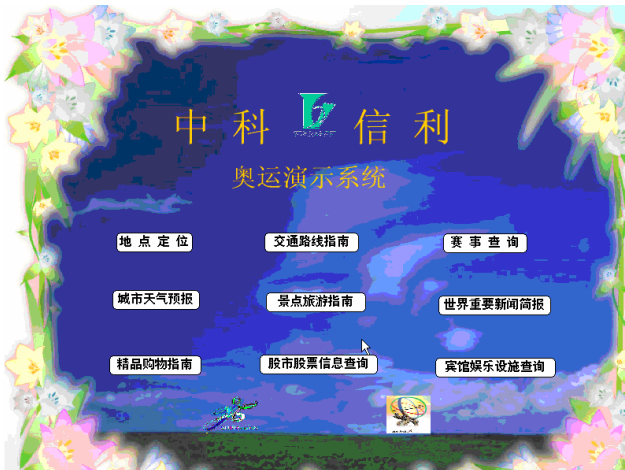 中科 信利
奥运演示系统
地点定位 交通路线指南 赛事查询
城市天气预报 景点旅游指南 世界重要新闻简报
精品购物指南 股市股票信息查询 宾馆娱乐设施查询